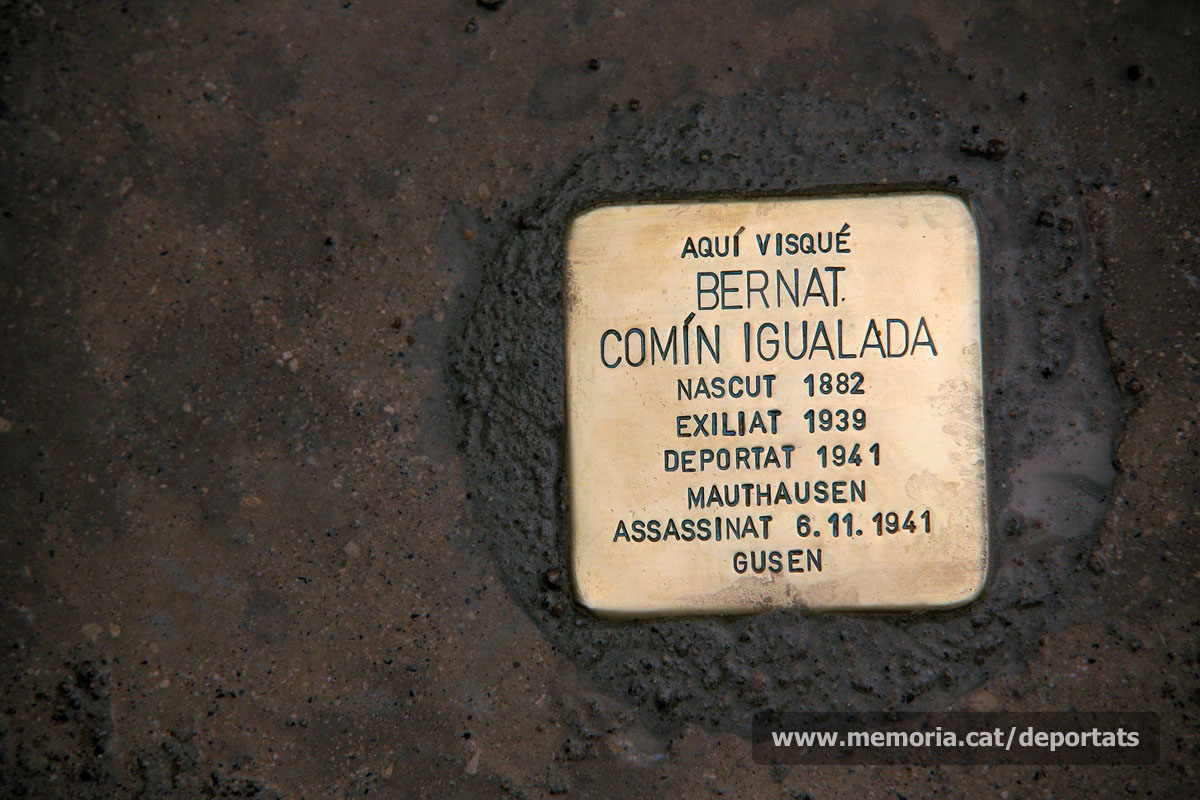 AQUÍ VISQUÉ
BERNAT
COMÍN IGUALADA
NASCUT 1882
EXILIAT 1939
DEPORTAT 1941
MAUTHAUSEN
ASSASSINAT 6.11.1941
GUSEN
www.memoria.cat/deportats